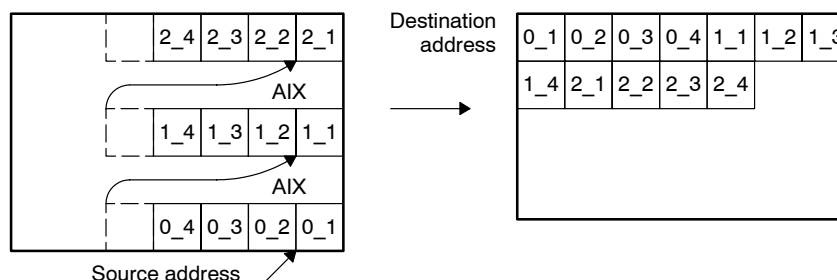 2_4 2_3 2_2 2_1
AIX
1_4 1_3 1_2 1_1
AIX
0_4 0_3 0_2 0_1
Source address
Destination
address
0_1 0_2 0_3 0_4 1_1 1_2 1_3
1_4 2_1 2_2 2_3 2_4